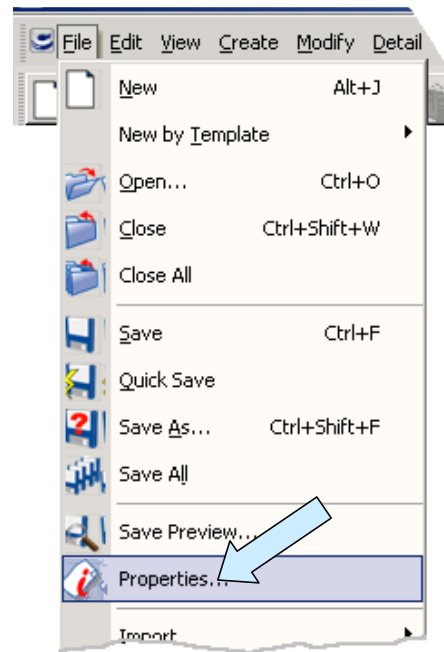 File Edit View Create Modify Detail
New Alt+J
New by Template
Open... Ctrl+O
Close Ctrl+Shift+W
Close All
Save Ctrl+F
Quick Save
Save As... Ctrl+Shift+F
Save All
Save Preview...
Properties...
Import